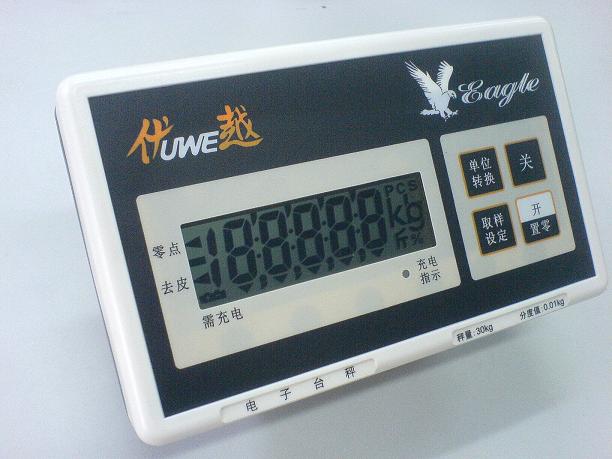 优UWE越
Eagle
单位
转换
关
取样
设定
开
置零
零点
去皮
188888
PCS
kg
斤%
需充电
充电
指示
电子台秤
秤量:30kg
分度值:0.01kg